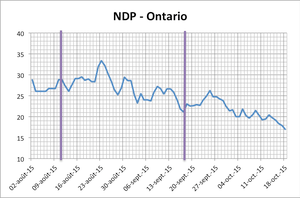 NDP - Ontario
40
35
30
25
20
15
10
02-août-15
09-août-15
16-août-15
23-août-15
30-août-15
06-sept.-15
13-sept.-15
20-sept.-15
27-sept.-15
04-oct.-15
11-oct.-15
18-oct.-15